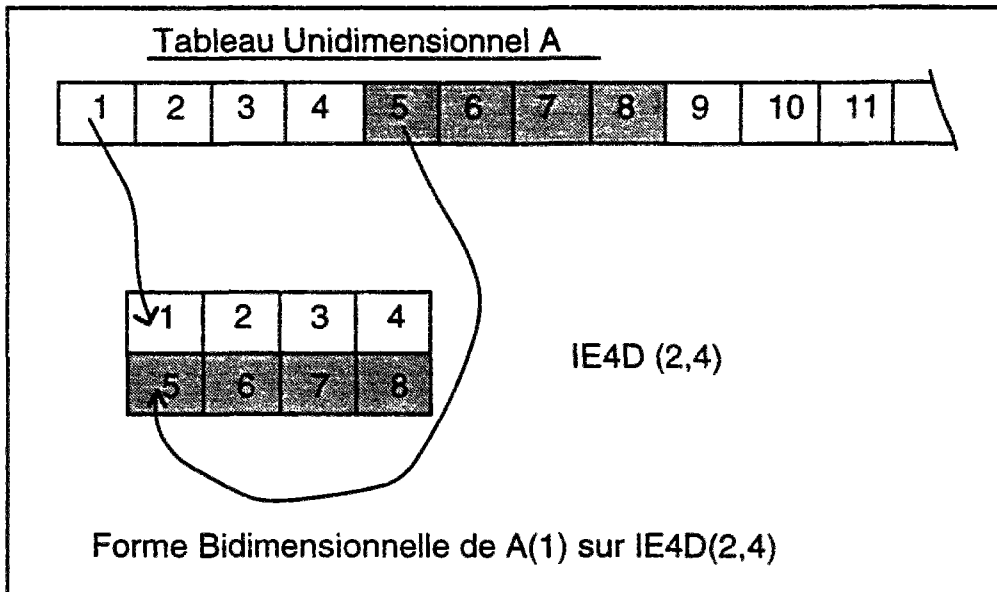 Tableau Unidimensionnel A
1 2 3 4 5 6 7 8 9 10 11
1 2 3 4
5 6 7 8
IE4D (2,4)
Forme Bidimensionnelle de A(1) sur IE4D(2,4)